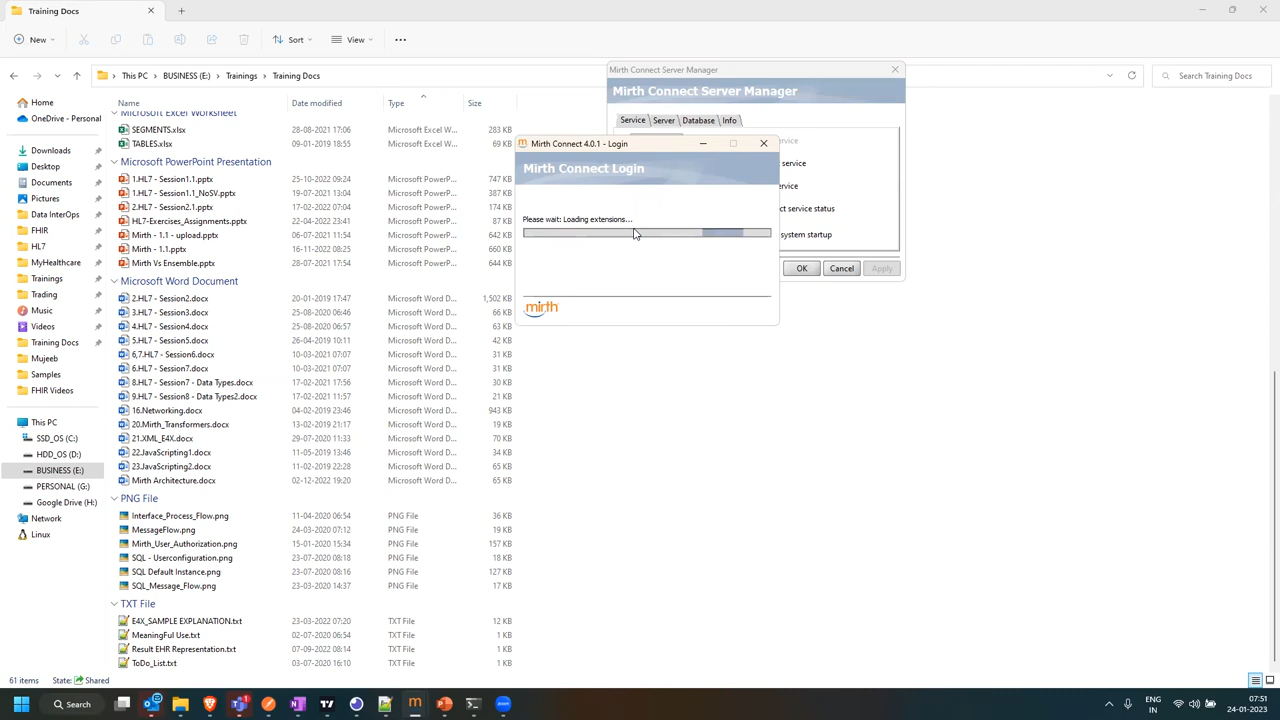 Training Docs
New
Sort
View
This PC > BUSINESS (E:) > Trainings > Training Docs
Search Training Docs
Home
OneDrive - Personal
Downloads
Desktop
Documents
Pictures
Data InterOps
FHIR
HL7
MyHealthcare
Trainings
Trading
Music
Videos
Training Docs
Mujeeb
Samples
FHIR Videos
This PC
SSD_OS (C:)
HDD_OS (D:)
BUSINESS (E:)
PERSONAL (G:)
Google Drive (H:)
Network
Linux
Name Date modified Type Size
Microsoft Excel Worksheet
SEGMENTS.xlsx 28-08-2021 17:06 Microsoft Excel W... 283 KB
TABLES.xlsx 09-01-2019 18:55 Microsoft Excel W... 69 KB
Microsoft PowerPoint Presentation
1.HL7 - Session1.1.pptx 25-10-2022 09:24 Microsoft PowerP... 747 KB
1.HL7 - Session1.1_NoSV.pptx 19-07-2021 13:04 Microsoft PowerP... 387 KB
2.HL7 - Session2.1.pptx 17-02-2022 07:04 Microsoft PowerP... 174 KB
HL7-Exercises_Assignments.pptx 22-04-2022 23:41 Microsoft PowerP... 87 KB
Mirth - 1.1 - upload.pptx 06-07-2021 11:54 Microsoft PowerP... 642 KB
Mirth - 1.1.pptx 16-11-2022 08:25 Microsoft PowerP... 660 KB
Mirth Vs Ensemble.pptx 28-07-2021 17:54 Microsoft PowerP... 644 KB
Microsoft Word Document
2.HL7 - Session2.docx 20-01-2019 17:47 Microsoft Word D... 1,502 KB
3.HL7 - Session3.docx 25-08-2020 06:46 Microsoft Word D... 66 KB
4.HL7 - Session4.docx 25-08-2020 06:57 Microsoft Word D... 63 KB
5.HL7 - Session5.docx 26-04-2019 10:11 Microsoft Word D... 42 KB
6,7.HL7 - Session6.docx 10-03-2021 07:07 Microsoft Word D... 31 KB
6.HL7 - Session7.docx 10-03-2021 07:07 Microsoft Word D... 31 KB
8.HL7 - Session7 - Data Types.docx 17-02-2021 17:56 Microsoft Word D... 30 KB
9.HL7 - Session8 - Data Types2.docx 17-02-2021 11:57 Microsoft Word D... 21 KB
16.Networking.docx 04-02-2019 23:46 Microsoft Word D... 943 KB
20.Mirth_Transformers.docx 13-02-2019 21:17 Microsoft Word D... 19 KB
21.XML_E4X.docx 29-07-2020 11:33 Microsoft Word D... 70 KB
22.JavaScripting1.docx 11-05-2019 13:46 Microsoft Word D... 34 KB
23.JavaScripting2.docx 11-02-2019 22:28 Microsoft Word D... 65 KB
Mirth Architecture.docx 02-12-2022 19:20 Microsoft Word D... 65 KB
PNG File
Interface_Process_Flow.png 11-04-2020 06:54 PNG File 36 KB
MessageFlow.png 24-03-2020 07:12 PNG File 19 KB
Mirth_User_Authorization.png 15-01-2020 15:34 PNG File 157 KB
SQL - Userconfiguration.png 23-07-2020 08:18 PNG File 18 KB
SQL Default Instance.png 23-07-2020 08:16 PNG File 127 KB
SQL_Message_Flow.png 23-03-2020 14:37 PNG File 17 KB
TXT File
E4X_SAMPLE EXPLANATION.txt 23-03-2022 07:20 TXT File 12 KB
MeaningFul Use.txt 02-07-2020 06:54 TXT File 1 KB
Result EHR Representation.txt 07-09-2022 08:14 TXT File 1 KB
ToDo_List.txt 03-07-2020 16:10 TXT File 1 KB
Mirth Connect Server Manager
Mirth Connect Server Manager
Service Server Database Info
service
service
rvice
ct service status
system startup
OK Cancel Apply
Mirth Connect 4.0.1 - Login
Mirth Connect Login
Please wait: Loading extensions...
mirth
61 items State: Shared
Search
ENG
IN
07:51
24-01-2023